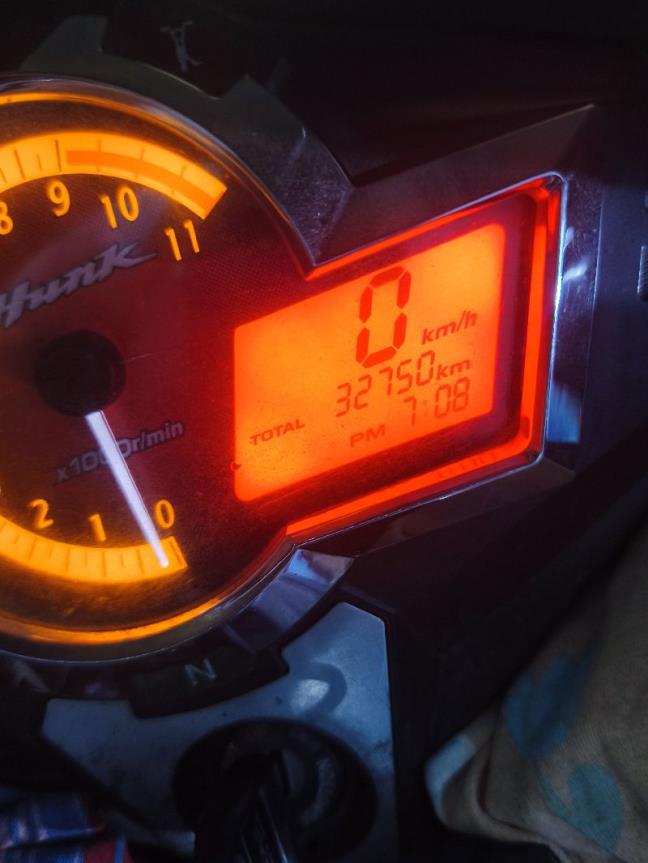 8 9 10 11
Hunk
x1000r/min
2 1 0
0 km/h
32750km
TOTAL
PM 7:08
N